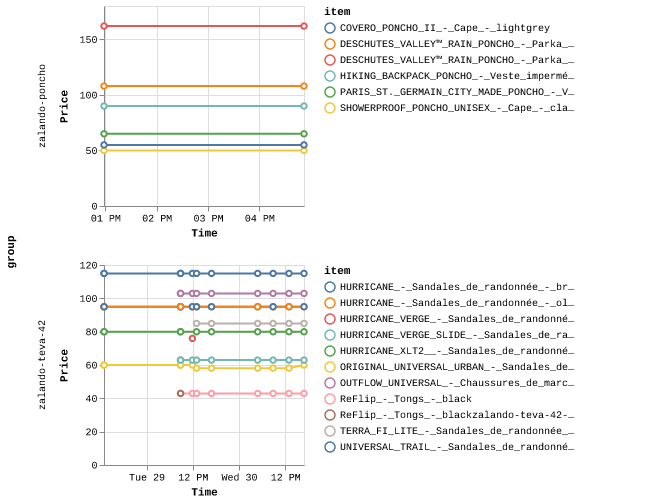 group
zalando-poncho
Price
150
100
50
0
01 PM 02 PM 03 PM 04 PM
Time
item
COVERO_PONCHO_II_-_Cape_-_lightgrey
DESCHUTES_VALLEY™_RAIN_PONCHO_-_Parka_…
DESCHUTES_VALLEY™_RAIN_PONCHO_-_Parka_…
HIKING_BACKPACK_PONCHO_-_Veste_impermé…
PARIS_ST._GERMAIN_CITY_MADE_PONCHO_-_V…
SHOWERPROOF_PONCHO_UNISEX_-_Cape_-_cla…
zalando-teva-42
Price
120
100
80
60
40
20
0
Tue 29 12 PM Wed 30 12 PM
Time
item
HURRICANE_-_Sandales_de_randonnée_-_br…
HURRICANE_-_Sandales_de_randonnée_-_ol…
HURRICANE_VERGE_-_Sandales_de_randonné…
HURRICANE_VERGE_SLIDE_-_Sandales_de_ra…
HURRICANE_XLT2__-_Sandales_de_randonné…
ORIGINAL_UNIVERSAL_URBAN_-_Sandales_de…
OUTFLOW_UNIVERSAL_-_Chaussures_de_marc…
ReFlip_-_Tongs_-_black
ReFlip_-_Tongs_-_blackzalando-teva-42-…
TERRA_FI_LITE_-_Sandales_de_randonnée_…
UNIVERSAL_TRAIL_-_Sandales_de_randonné…